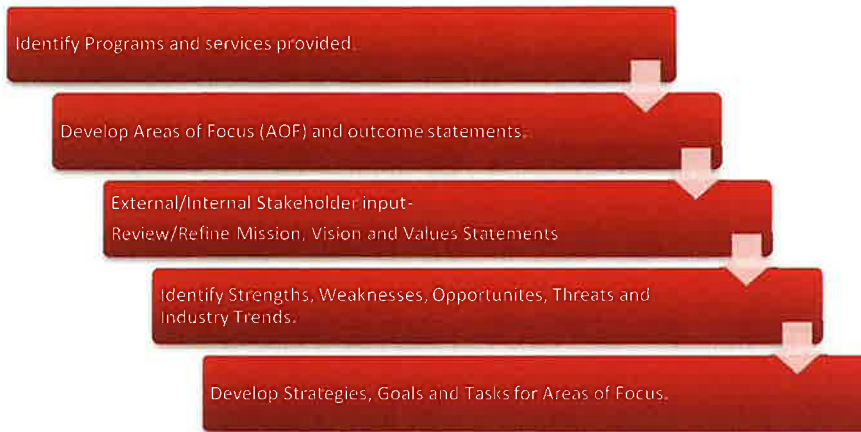 Identify Programs and services provided.
Develop Areas of Focus (AOF) and outcome statements.
External/Internal Stakeholder input-
Review/Refine Mission, Vision and Values Statements
Identify Strengths, Weaknesses, Opportunites, Threats and
Industry Trends.
Develop Strategies, Goals and Tasks for Areas of Focus.